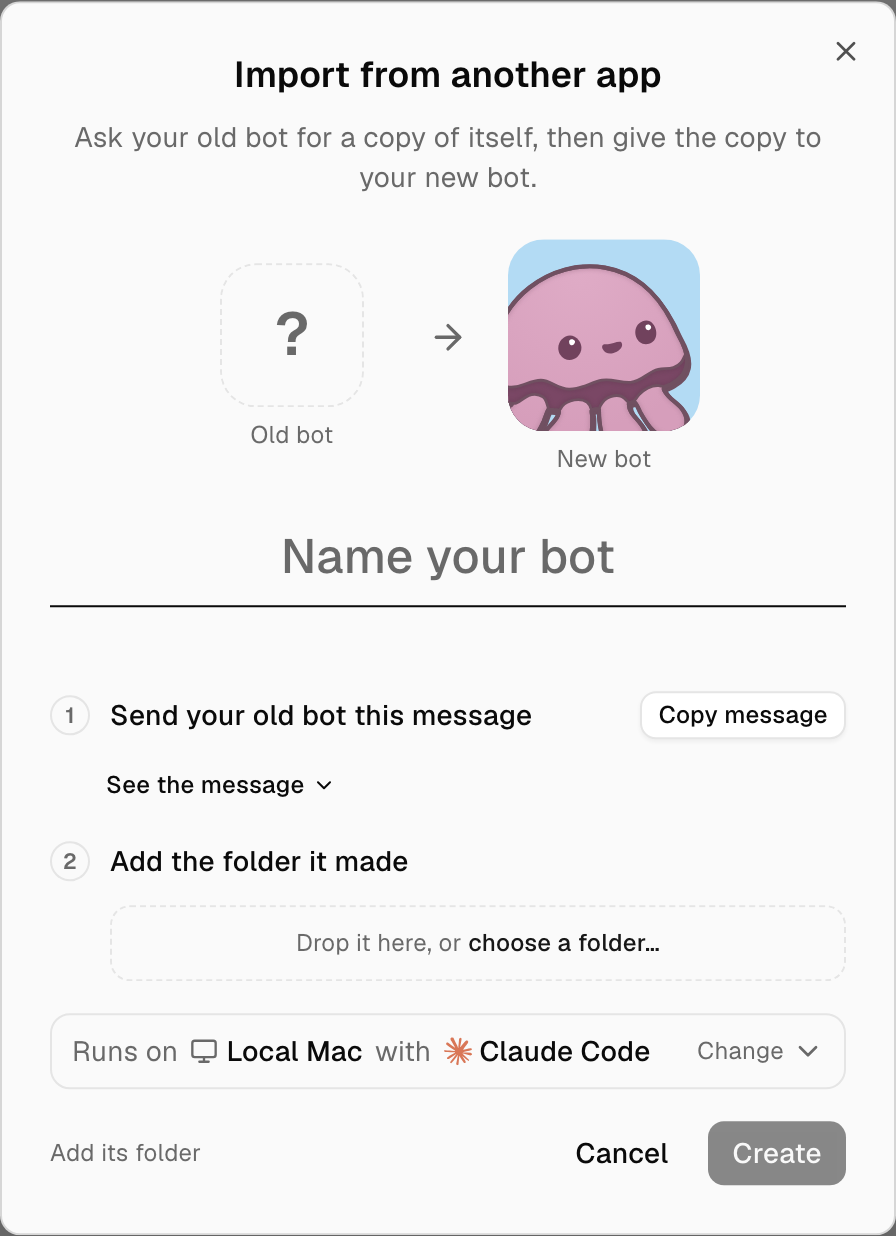 Import from another app
Ask your old bot for a copy of itself, then give the copy to
your new bot.
?
Old bot
New bot
Name your bot
1 Send your old bot this message Copy message
See the message
2 Add the folder it made
Drop it here, or choose a folder...
Runs on Local Mac with Claude Code Change
Add its folder Cancel Create